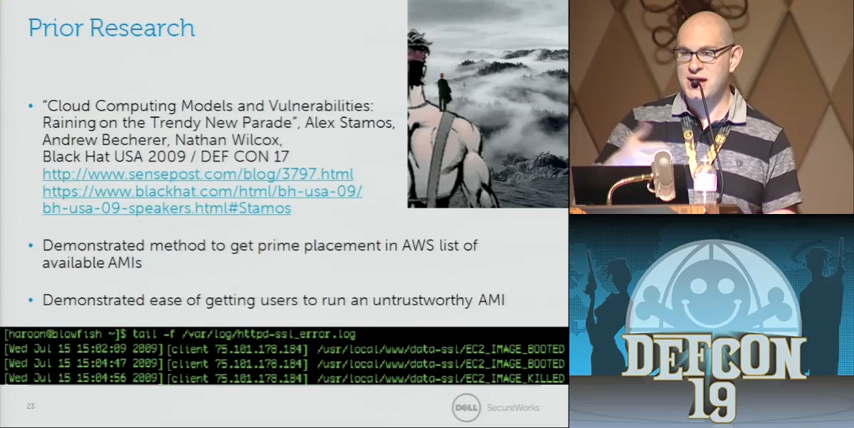 Prior Research
• "Cloud Computing Models and Vulnerabilities:
Raining on the Trendy New Parade", Alex Stamos,
Andrew Becherer, Nathan Wilcox,
Black Hat USA 2009 / DEF CON 17
http://www.sensepost.com/blog/3797.html
https://www.blackhat.com/html/bh-usa-09/
bh-usa-09-speakers.html#Stamos
• Demonstrated method to get prime placement in AWS list of
available AMIs
• Demonstrated ease of getting users to run an untrustworthy AMI
[haroon@blowfish ~]$ tail -f /var/log/httpd-ssl_error.log
[Wed Jul 15 15:02:09 2009] [client 75.101.178.184] /usr/local/www/data-ssl/EC2_IMAGE_BOOTED
[Wed Jul 15 15:04:47 2009] [client 75.101.178.184] /usr/local/www/data-ssl/EC2_IMAGE_BOOTED
[Wed Jul 15 15:04:56 2009] [client 75.101.178.184] /usr/local/www/data-ssl/EC2_IMAGE_KILLED
23
DELL SecureWorks
DEFCON
19